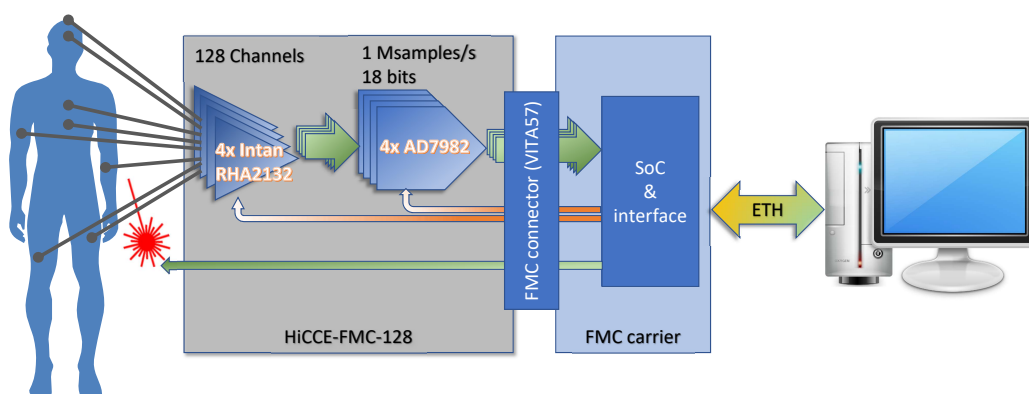 128 Channels
1 Msamples/s
18 bits
4x Intan
RHA2132
4x AD7982
FMC connector (VITA57)
SoC
&
interface
ETH
HiCCE-FMC-128
FMC carrier